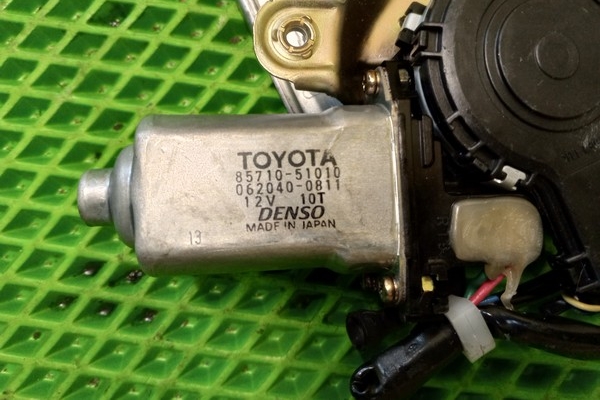 TOYOTA
85710-51010
062040-0811
12V 10T
DENSO
MADE IN JAPAN
13